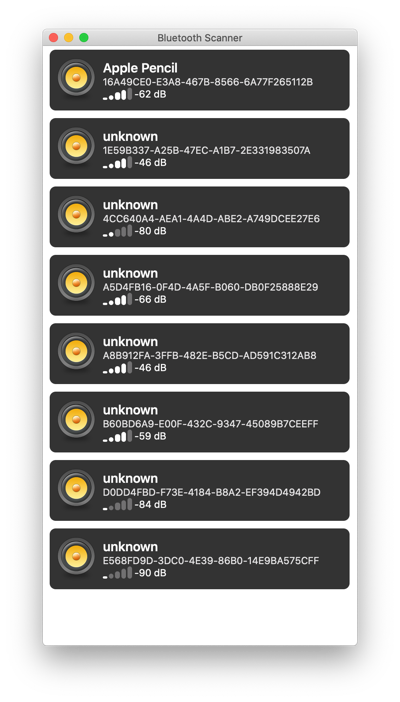 Bluetooth Scanner
Apple Pencil
16A49CE0-E3A8-467B-8566-6A77F265112B
-62 dB
unknown
1E59B337-A25B-47EC-A1B7-2E331983507A
-46 dB
unknown
4CC640A4-AEA1-4A4D-ABE2-A749DCEE27E6
-80 dB
unknown
A5D4FB16-0F4D-4A5F-B060-DB0F25888E29
-66 dB
unknown
A8B912FA-3FFB-482E-B5CD-AD591C312AB8
-46 dB
unknown
B60BD6A9-E00F-432C-9347-45089B7CEEFF
-59 dB
unknown
D0DD4FBD-F73E-4184-B8A2-EF394D4942BD
-84 dB
unknown
E568FD9D-3DC0-4E39-86B0-14E9BA575CFF
-90 dB